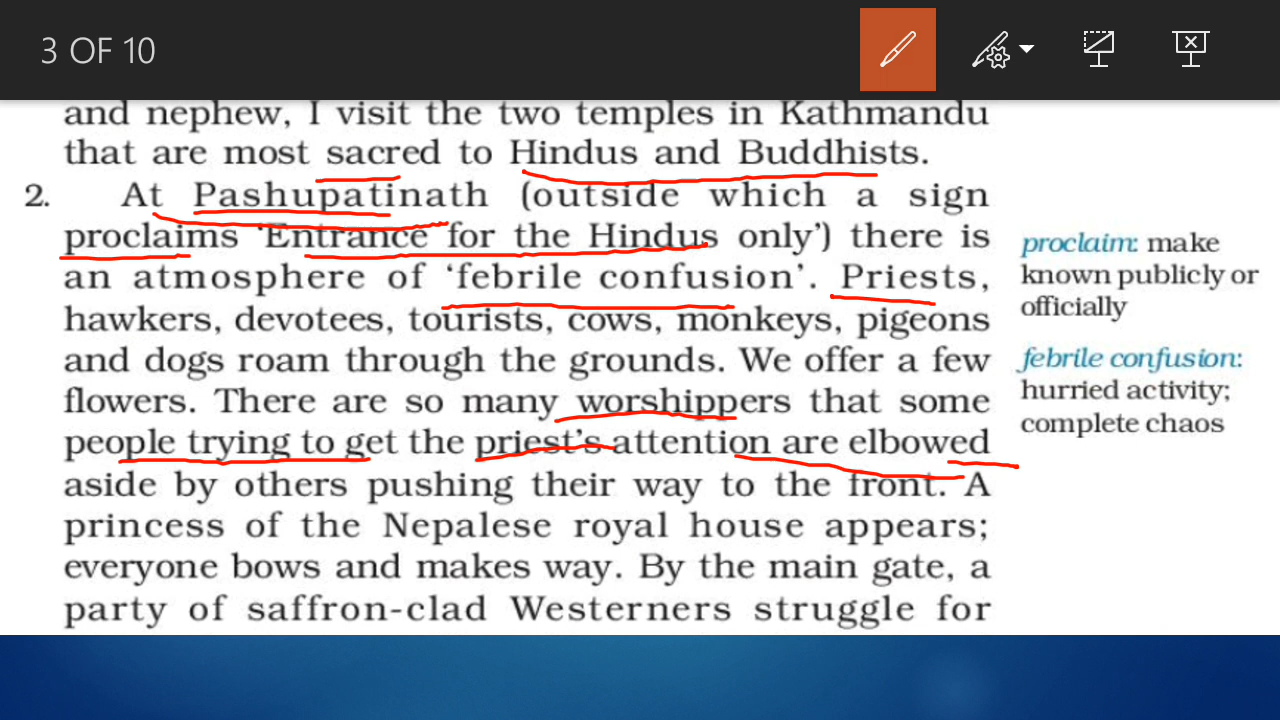 3 OF 10
and nephew, I visit the two temples in Kathmandu
that are most sacred to Hindus and Buddhists.
2. At Pashupatinath (outside which a sign
proclaims ‘Entrance for the Hindus only’) there is
an atmosphere of ‘febrile confusion’. Priests,
hawkers, devotees, tourists, cows, monkeys, pigeons
and dogs roam through the grounds. We offer a few
flowers. There are so many worshippers that some
people trying to get the priest’s attention are elbowed
aside by others pushing their way to the front. A
princess of the Nepalese royal house appears;
everyone bows and makes way. By the main gate, a
party of saffron-clad Westerners struggle for
proclaim: make
known publicly or
officially
febrile confusion:
hurried activity;
complete chaos